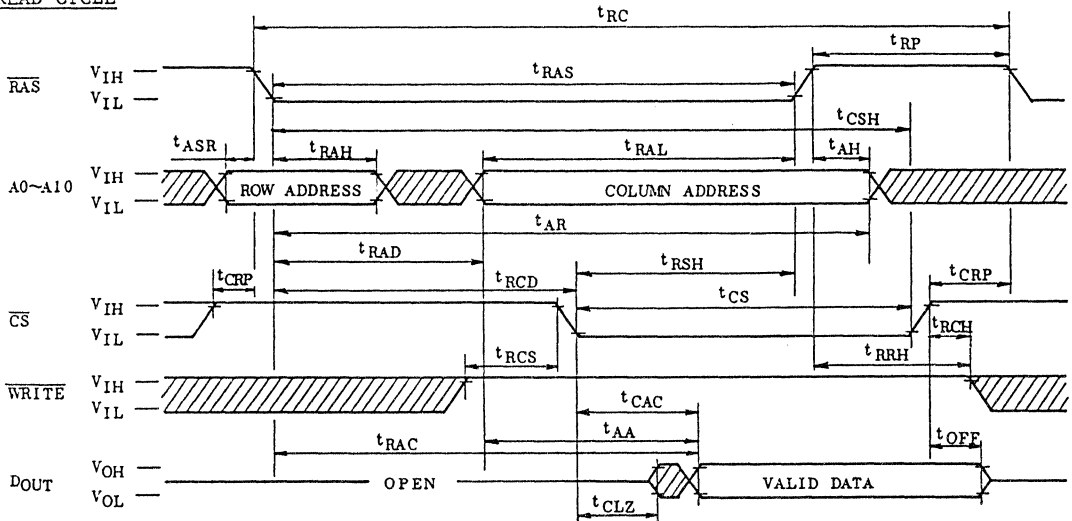 READ CYCLE
tRC
tRP
RAS VIH
VIL
tRAS
tCSH
tASR tRAH tRAL tAH
A0~A10 VIH
VIL
ROW ADDRESS COLUMN ADDRESS
tAR
tRAD
tRCD tRSH
tCRP tCS tCRP
CS VIH
VIL
tRCH
tRCS tRRH
WRITE VIH
VIL
tCAC
tAA
tRAC tOFF
DOUT VOH
VOL
OPEN VALID DATA
tCLZ